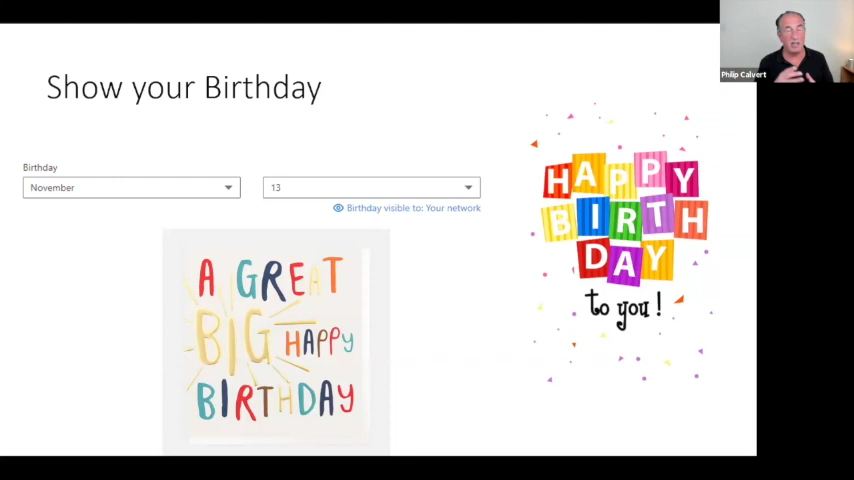 Philip Calvert
Show your Birthday
Birthday
November
13
Birthday visible to: Your network
A GREAT
BIG HAPPY
BIRTHDAY
HAPPY
BIRTH
DAY
to you!